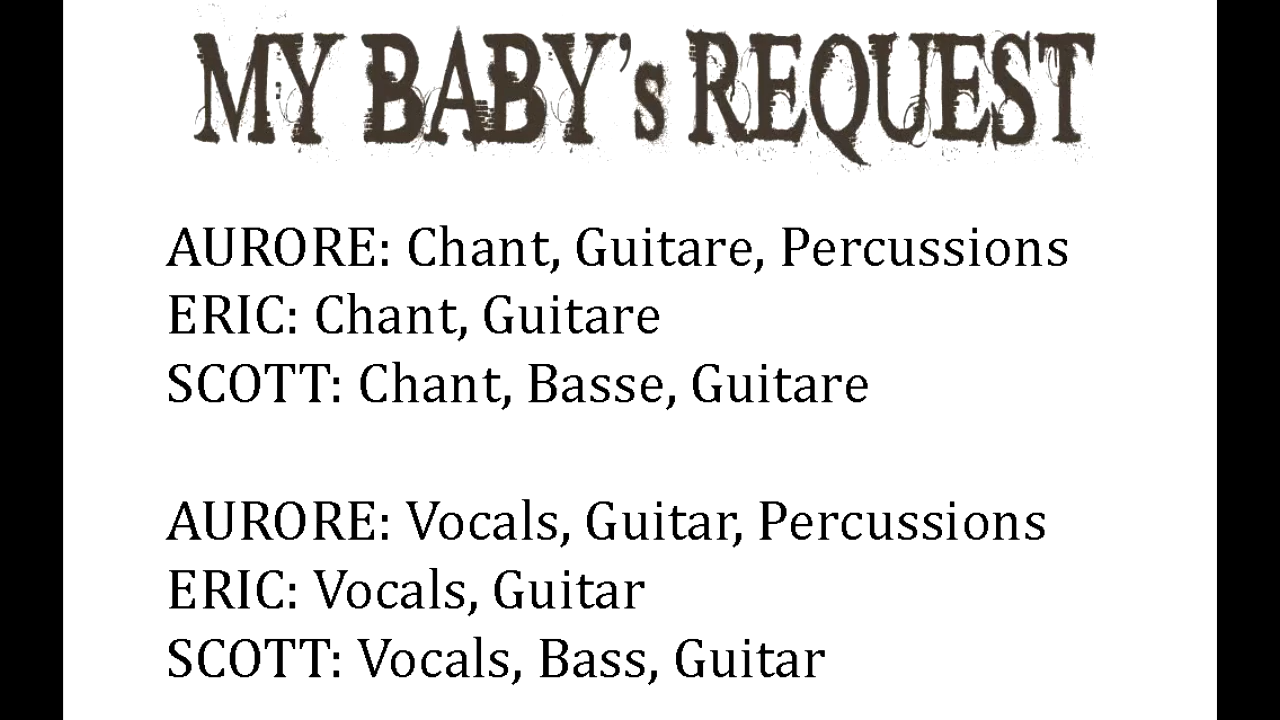 MY BABY's REQUEST
AURORE: Chant, Guitare, Percussions
ERIC: Chant, Guitare
SCOTT: Chant, Basse, Guitare
AURORE: Vocals, Guitar, Percussions
ERIC: Vocals, Guitar
SCOTT: Vocals, Bass, Guitar